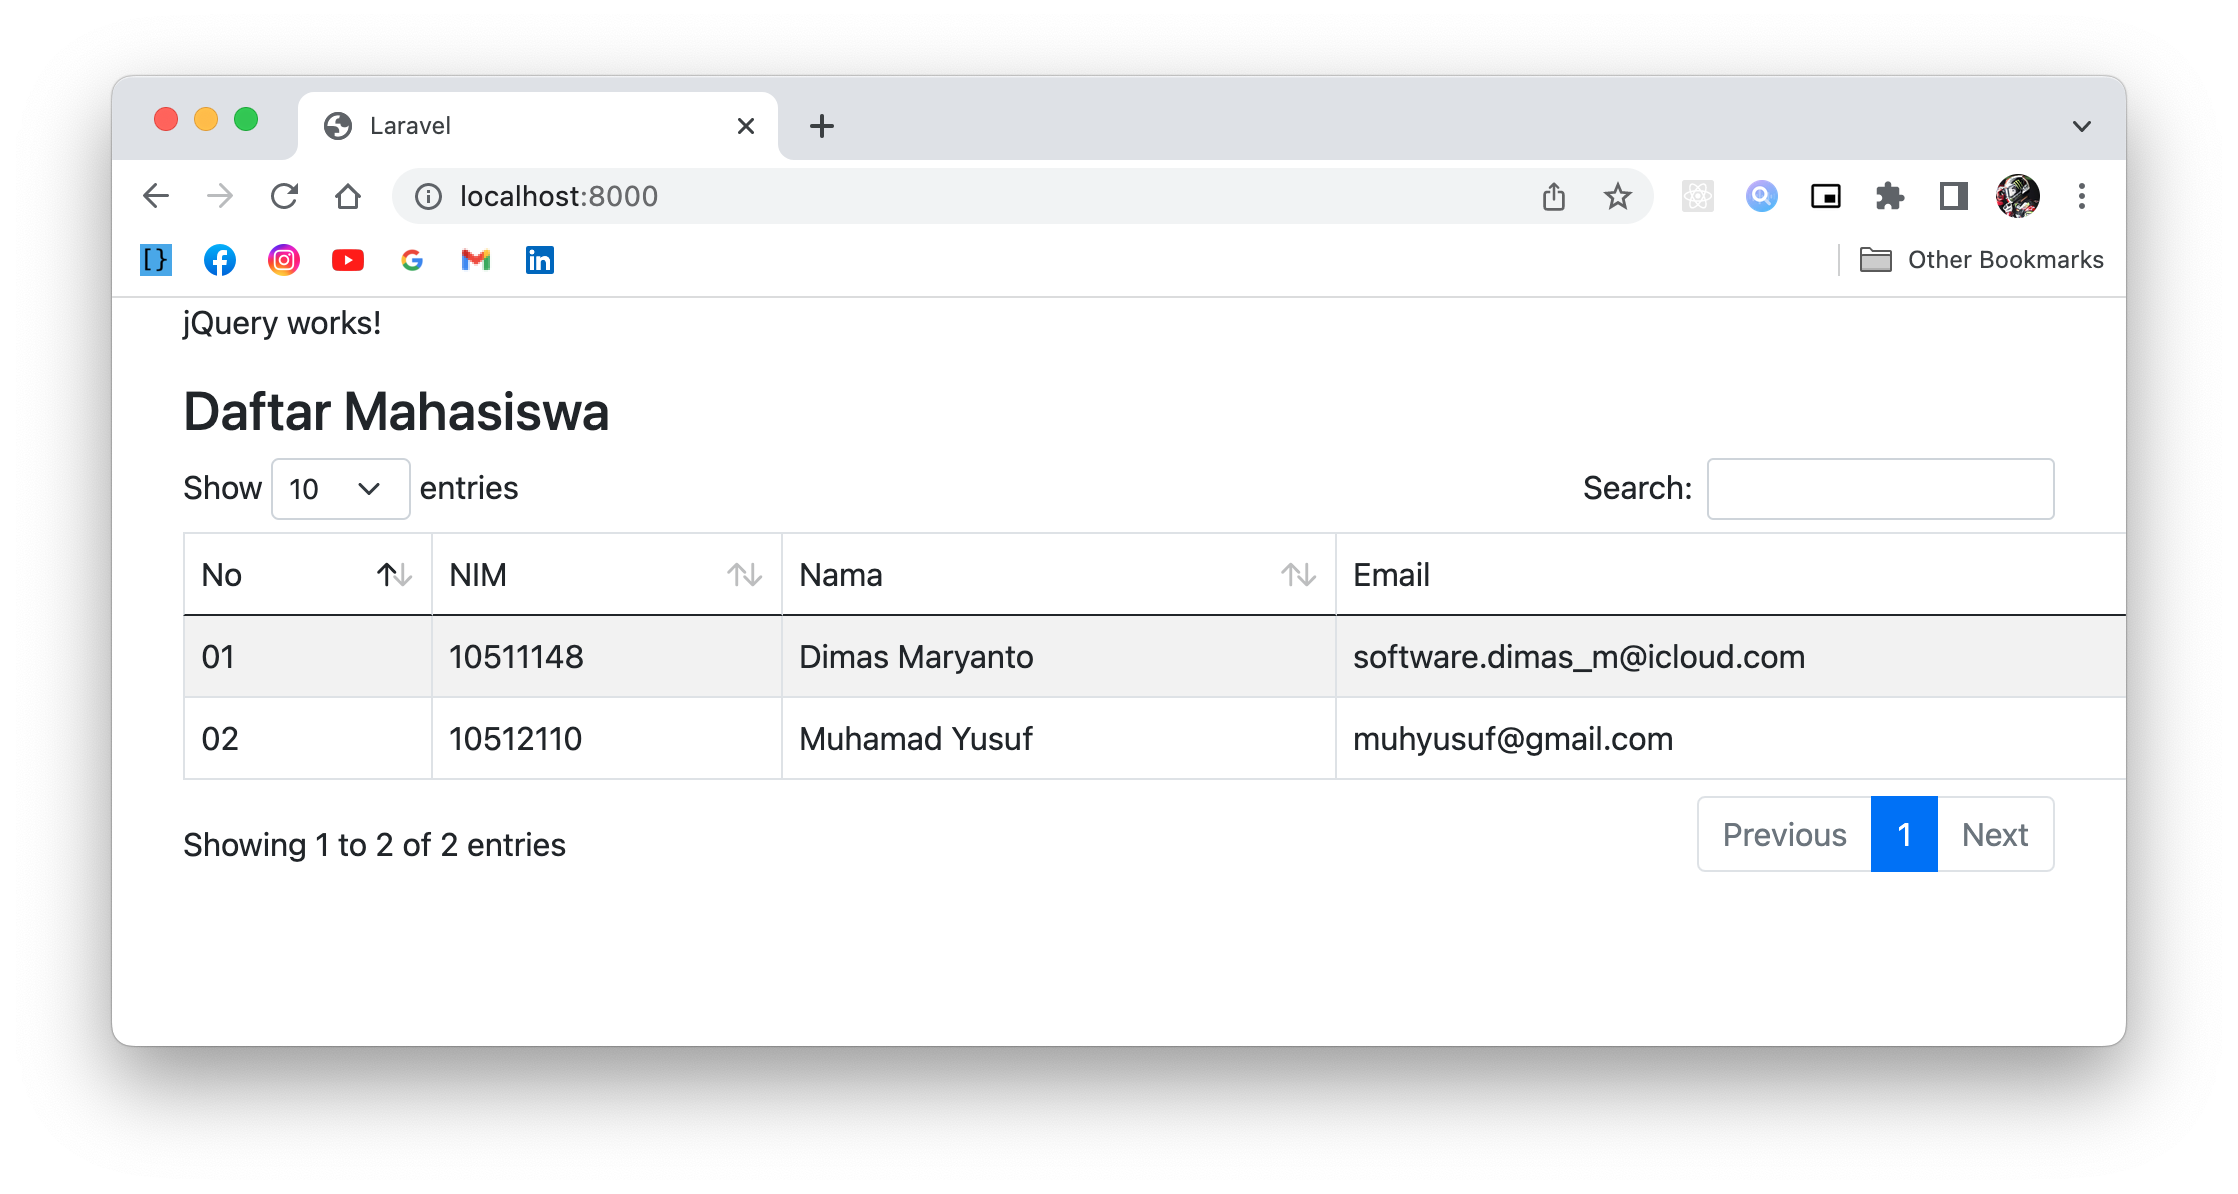 Laravel
localhost:8000
Other Bookmarks
jQuery works!
Daftar Mahasiswa
Show 10 entries Search:
No NIM Nama Email
01 10511148 Dimas Maryanto software.dimas_m@icloud.com
02 10512110 Muhamad Yusuf muhyusuf@gmail.com
Showing 1 to 2 of 2 entries Previous 1 Next